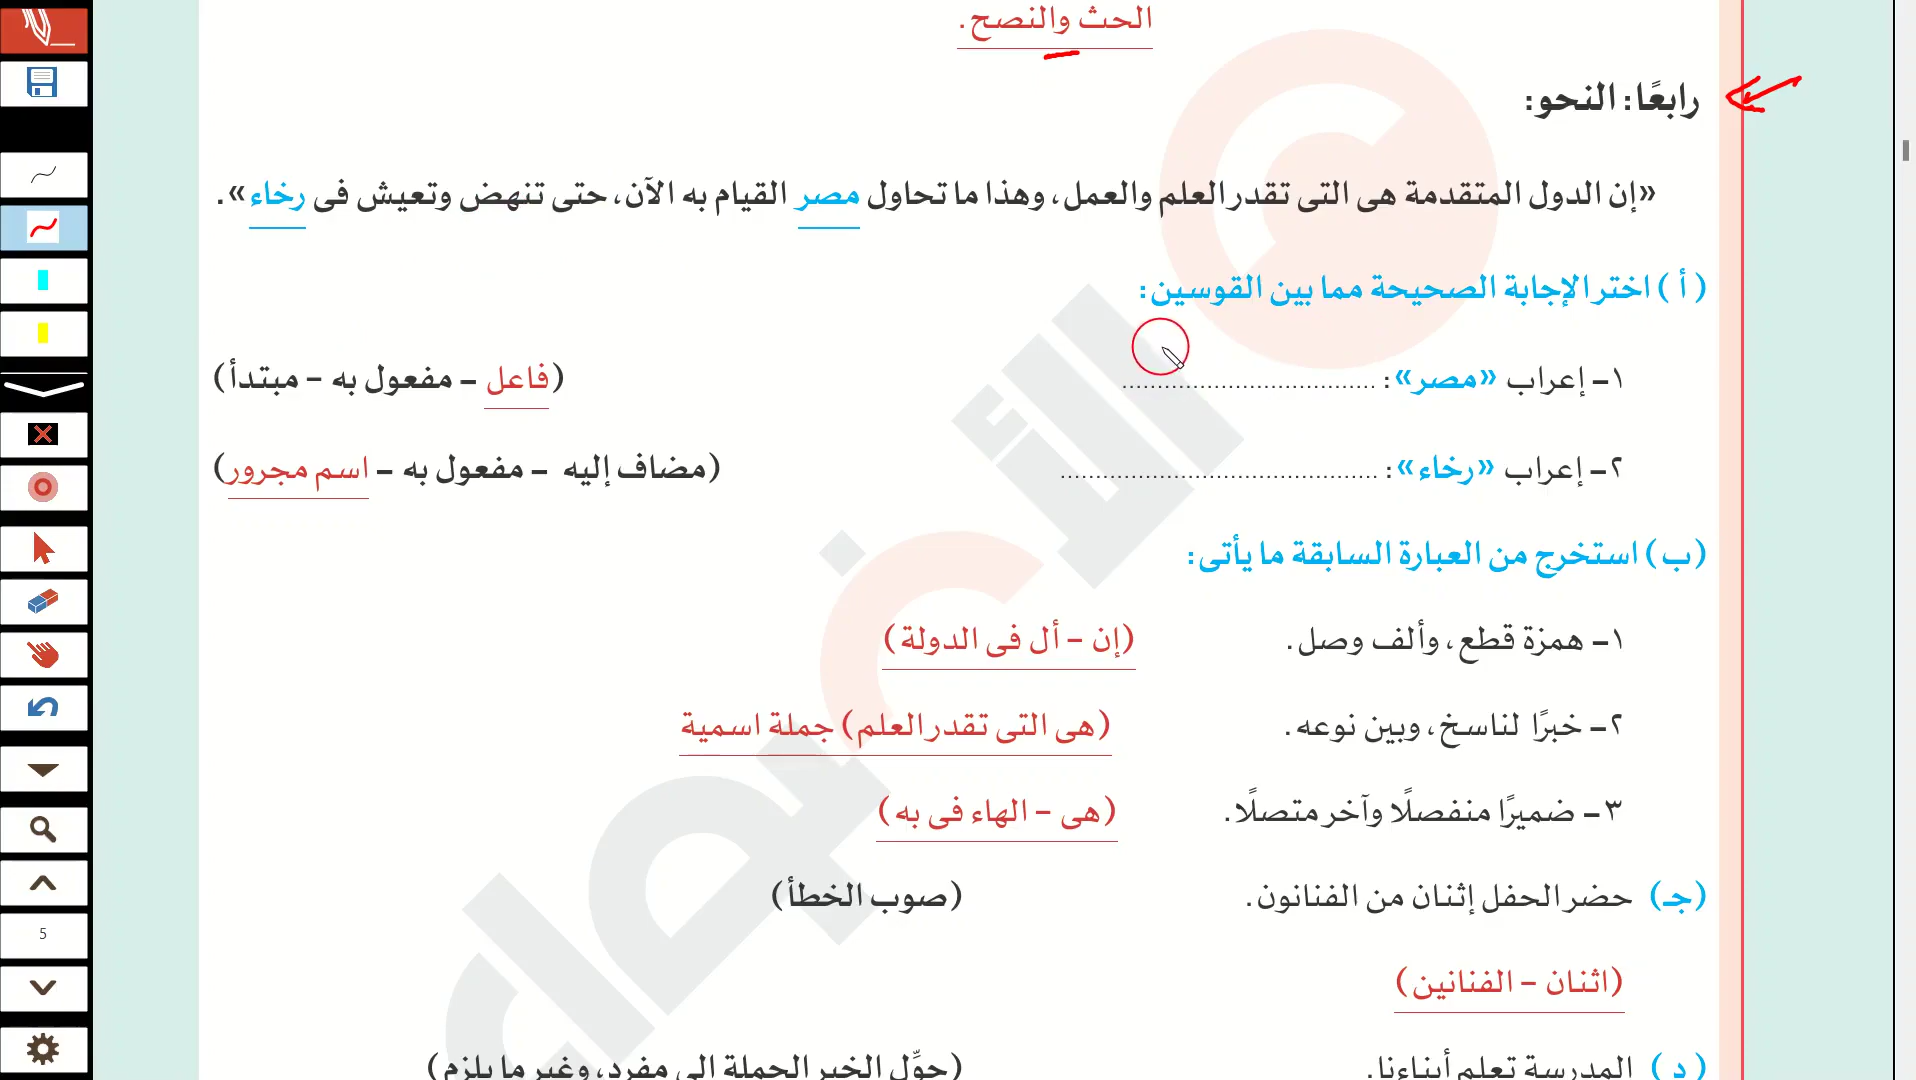 الحث والنصح.
رابعًا: النحو:
«إن الدول المتقدمة هى التى تقدر العلم والعمل، وهذا ما تحاول مصر القيام به الآن، حتى تنهض وتعيش فى رخاء».
(أ) اختر الإجابة الصحيحة مما بين القوسين:
١- إعراب «مصر»: .................................... (فاعل - مفعول به - مبتدأ)
٢- إعراب «رخاء»: ............................................. (مضاف إليه - مفعول به - اسم مجرور)
(ب) استخرج من العبارة السابقة ما يأتى:
١- همزة قطع، وألف وصل. (إن - أل فى الدولة)
٢- خبرًا لناسخ، وبين نوعه. (هى التى تقدر العلم) جملة اسمية
٣- ضميرًا منفصلًا وآخر متصلًا. (هى - الهاء فى به)
(جـ) حضر الحفل إثنان من الفنانون. (صوب الخطأ)
(اثنان - الفنانين)
(د) المدرسة تعلم أبناءنا. (حوِّل الخبر الجملة إلى مفرد، وغير ما يلزم)
5